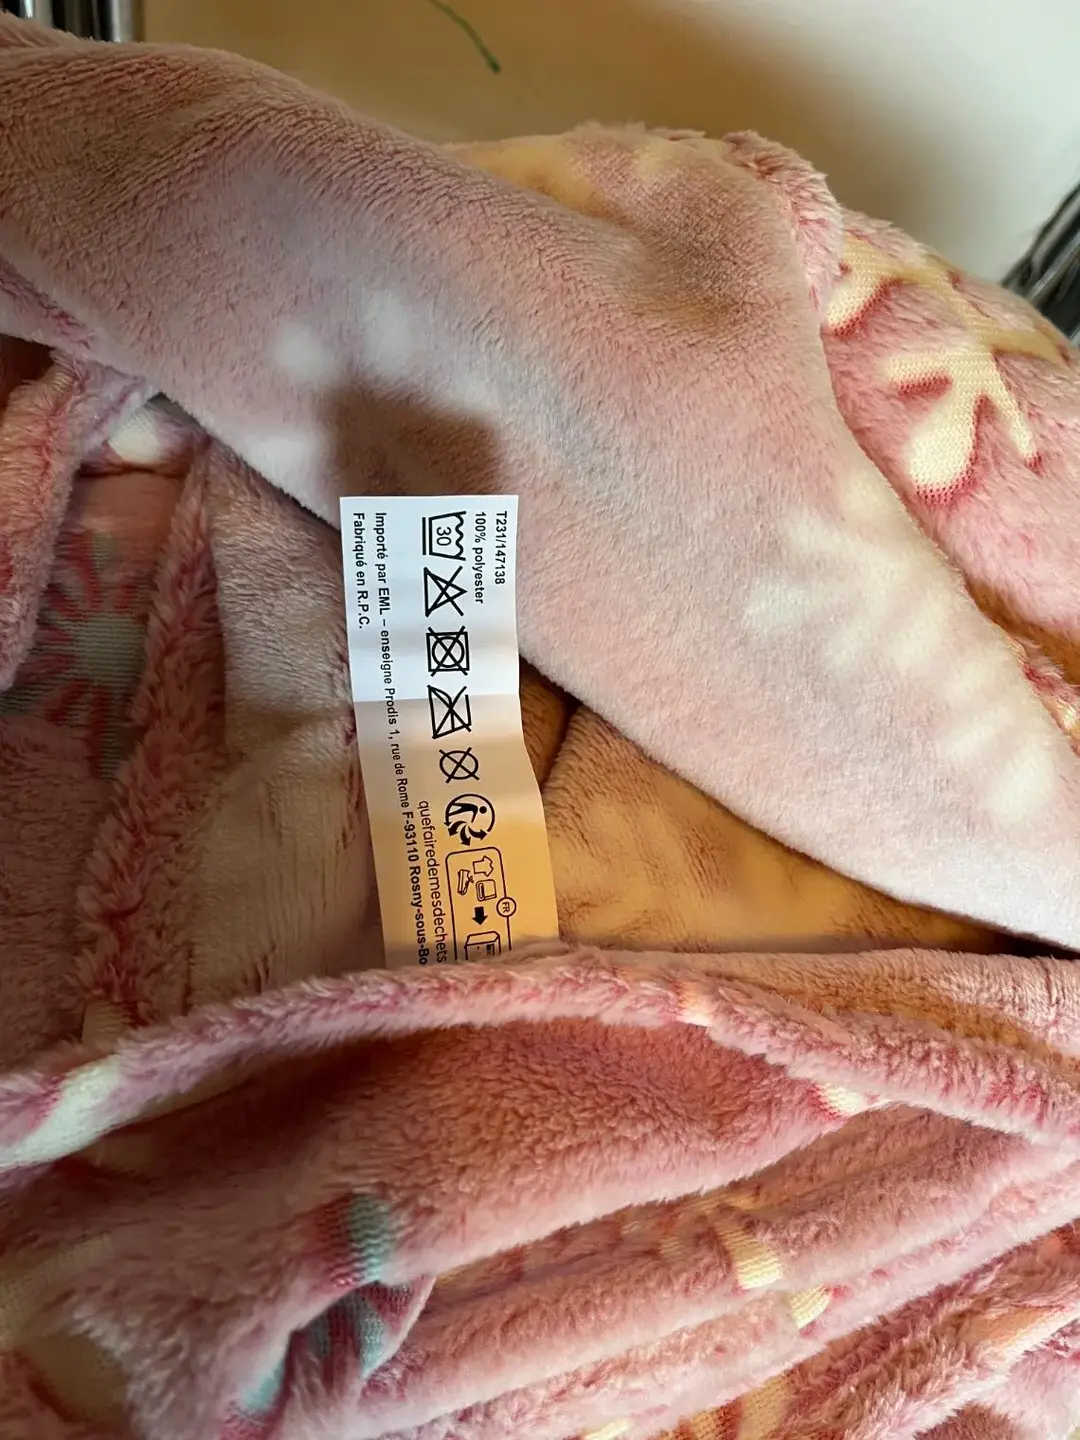 T231/147138
100% polyester
30
FR
quefairedemesdechets
Importé par EML – enseigne Prodis 1, rue de Rome F-93110 Rosny-sous-Bo
Fabriqué en R.P.C.